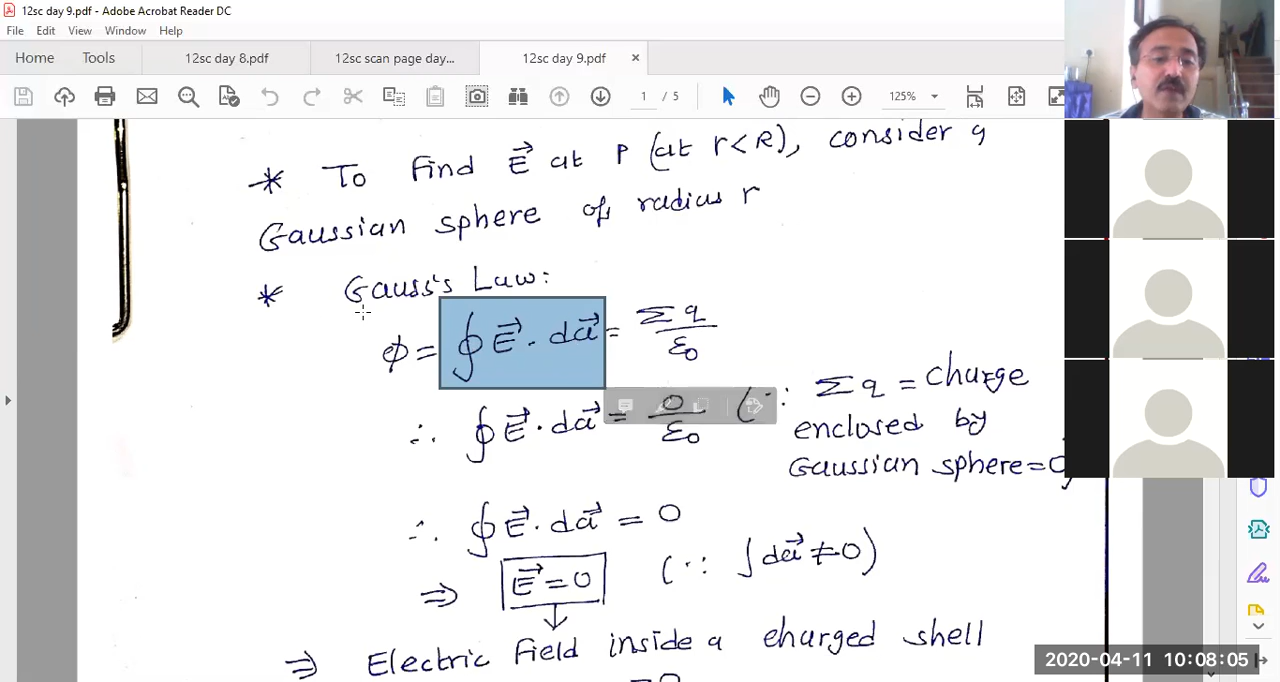 12sc day 9.pdf - Adobe Acrobat Reader DC
File Edit View Window Help
Home Tools 12sc day 8.pdf 12sc scan page day... 12sc day 9.pdf ×
1 / 5 125%
* To Find E⃗ at P (at r<R), consider a
Gaussian sphere of radius r
* Gauss's Law:
φ = ∮ E⃗ . da⃗ = Σq / ε₀
∴ ∮ E⃗ . da⃗ = 0 / ε₀ (∵ Σq = charge
enclosed by
Gaussian sphere=0)
∴ ∮ E⃗ . da⃗ = 0
⇒ E⃗ = 0 (∵ ∫ da⃗ ≠ 0)
⇒ Electric Field inside a charged shell
2020-04-11 10:08:05